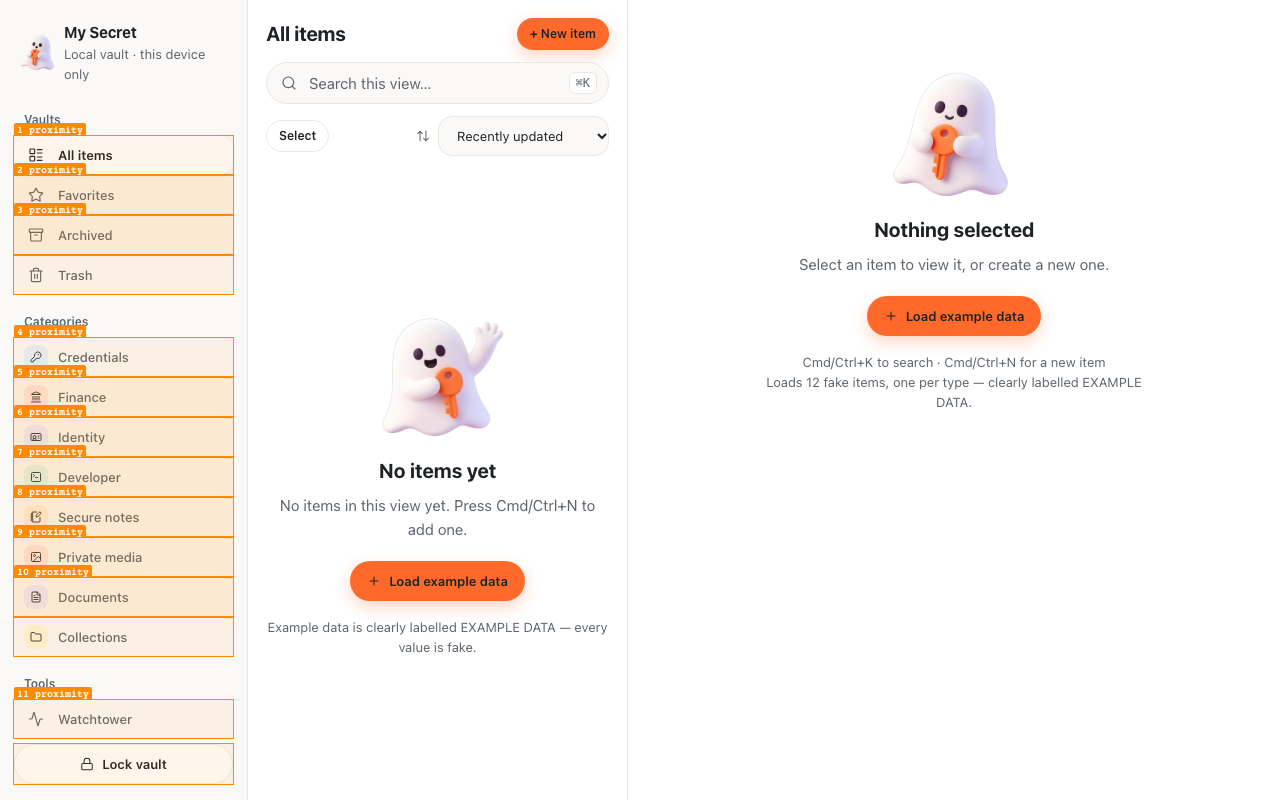 My Secret
Local vault · this device
only
Vaults
1 proximity
All items
2 proximity
Favorites
3 proximity
Archived
Trash
Categories
4 proximity
Credentials
5 proximity
Finance
6 proximity
Identity
7 proximity
Developer
8 proximity
Secure notes
9 proximity
Private media
10 proximity
Documents
Collections
Tools
11 proximity
Watchtower
Lock vault
All items
+ New item
Search this view...
⌘K
Select
Recently updated
No items yet
No items in this view yet. Press Cmd/Ctrl+N to
add one.
+ Load example data
Example data is clearly labelled EXAMPLE DATA — every
value is fake.
Nothing selected
Select an item to view it, or create a new one.
+ Load example data
Cmd/Ctrl+K to search · Cmd/Ctrl+N for a new item
Loads 12 fake items, one per type — clearly labelled EXAMPLE
DATA.